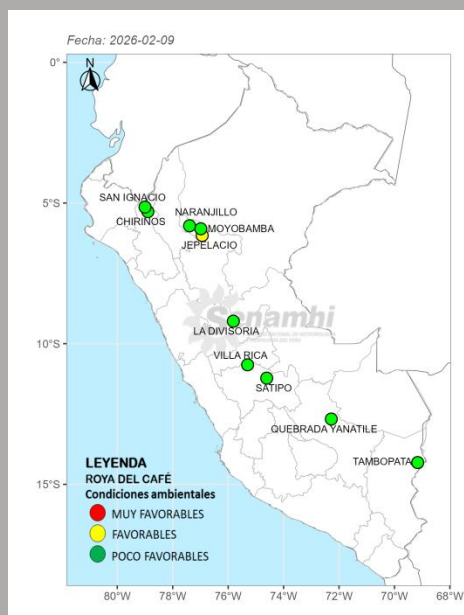 Fecha: 2026-02-09
N
0°
5°S
10°S
15°S
SAN IGNACIO
CHIRINOS
NARANJILLO
MOYOBAMBA
JEPELACIO
Senamhi
LA DIVISORIA
VILLA RICA
SATIPO
QUEBRADA YANATILE
TAMBOPATA
LEYENDA
ROYA DEL CAFÉ
Condiciones ambientales
MUY FAVORABLES
FAVORABLES
POCO FAVORABLES
80°W 78°W 76°W 74°W 72°W 70°W 68°W